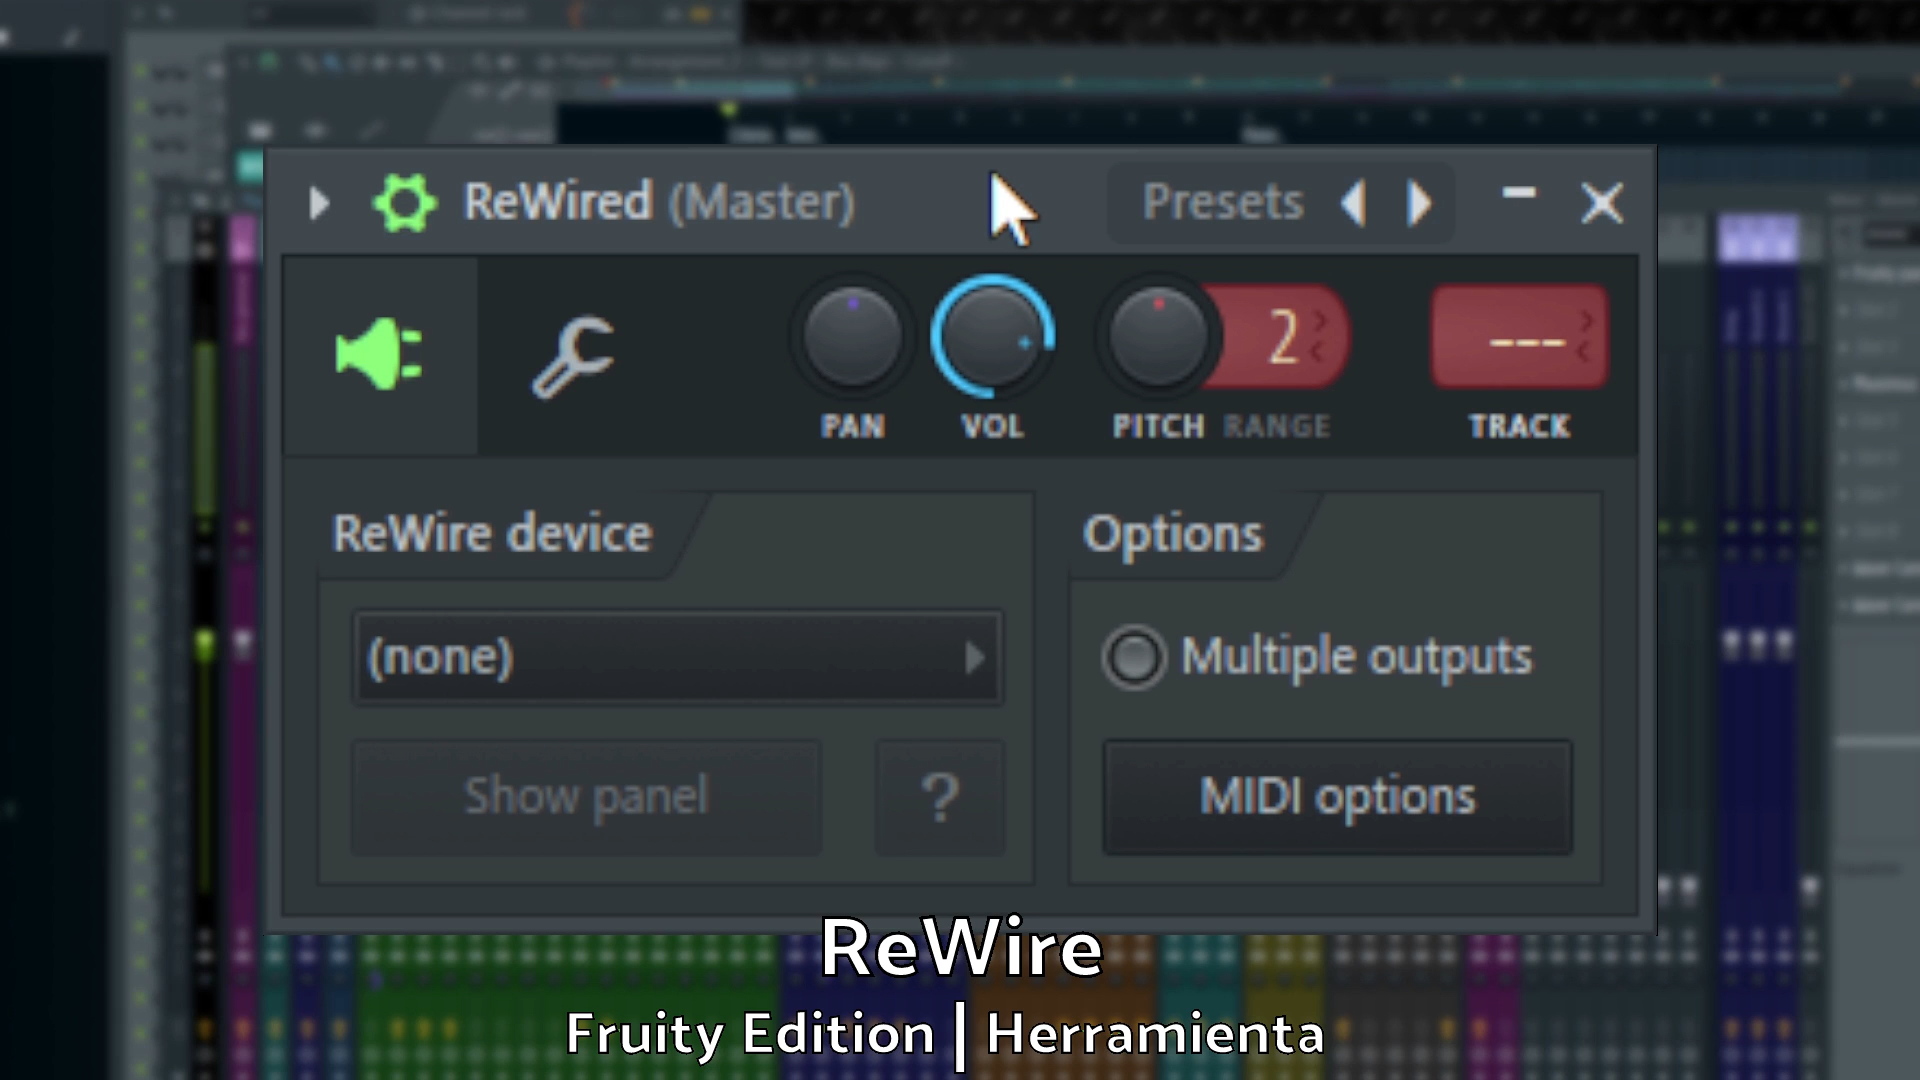 ReWired (Master) Presets
2 ---
PAN VOL PITCH RANGE TRACK
ReWire device Options
(none) Multiple outputs
Show panel ? MIDI options
ReWire
Fruity Edition | Herramienta